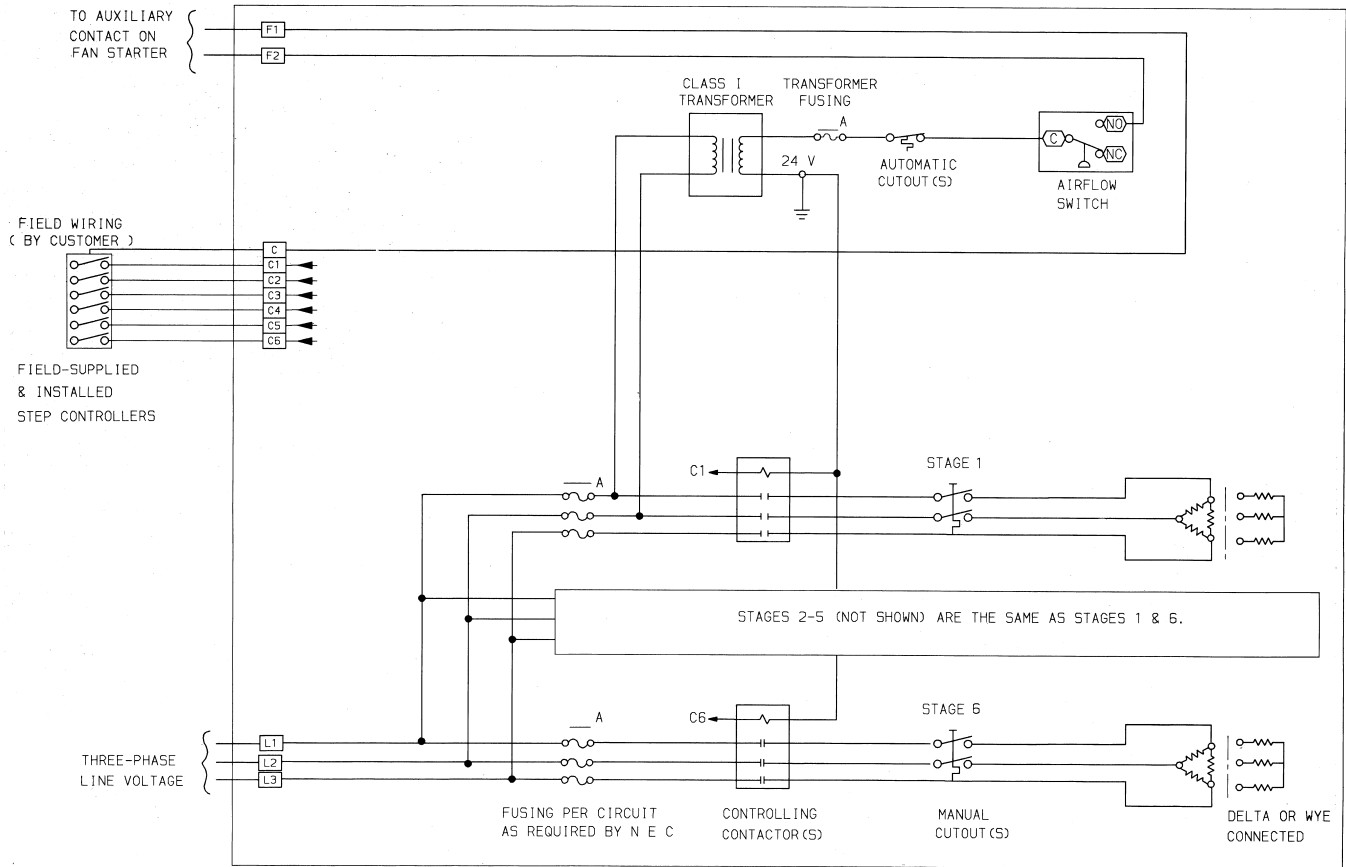 TO AUXILIARY
CONTACT ON
FAN STARTER
F1
F2
CLASS I
TRANSFORMER
TRANSFORMER
FUSING
A
24 V
AUTOMATIC
CUTOUT(S)
C
NO
NC
AIRFLOW
SWITCH
FIELD WIRING
( BY CUSTOMER )
C
C1
C2
C3
C4
C5
C6
FIELD-SUPPLIED
& INSTALLED
STEP CONTROLLERS
A
C1
STAGE 1
STAGES 2-5 (NOT SHOWN) ARE THE SAME AS STAGES 1 & 6.
A
C6
STAGE 6
THREE-PHASE
LINE VOLTAGE
L1
L2
L3
FUSING PER CIRCUIT
AS REQUIRED BY N E C
CONTROLLING
CONTACTOR(S)
MANUAL
CUTOUT(S)
DELTA OR WYE
CONNECTED